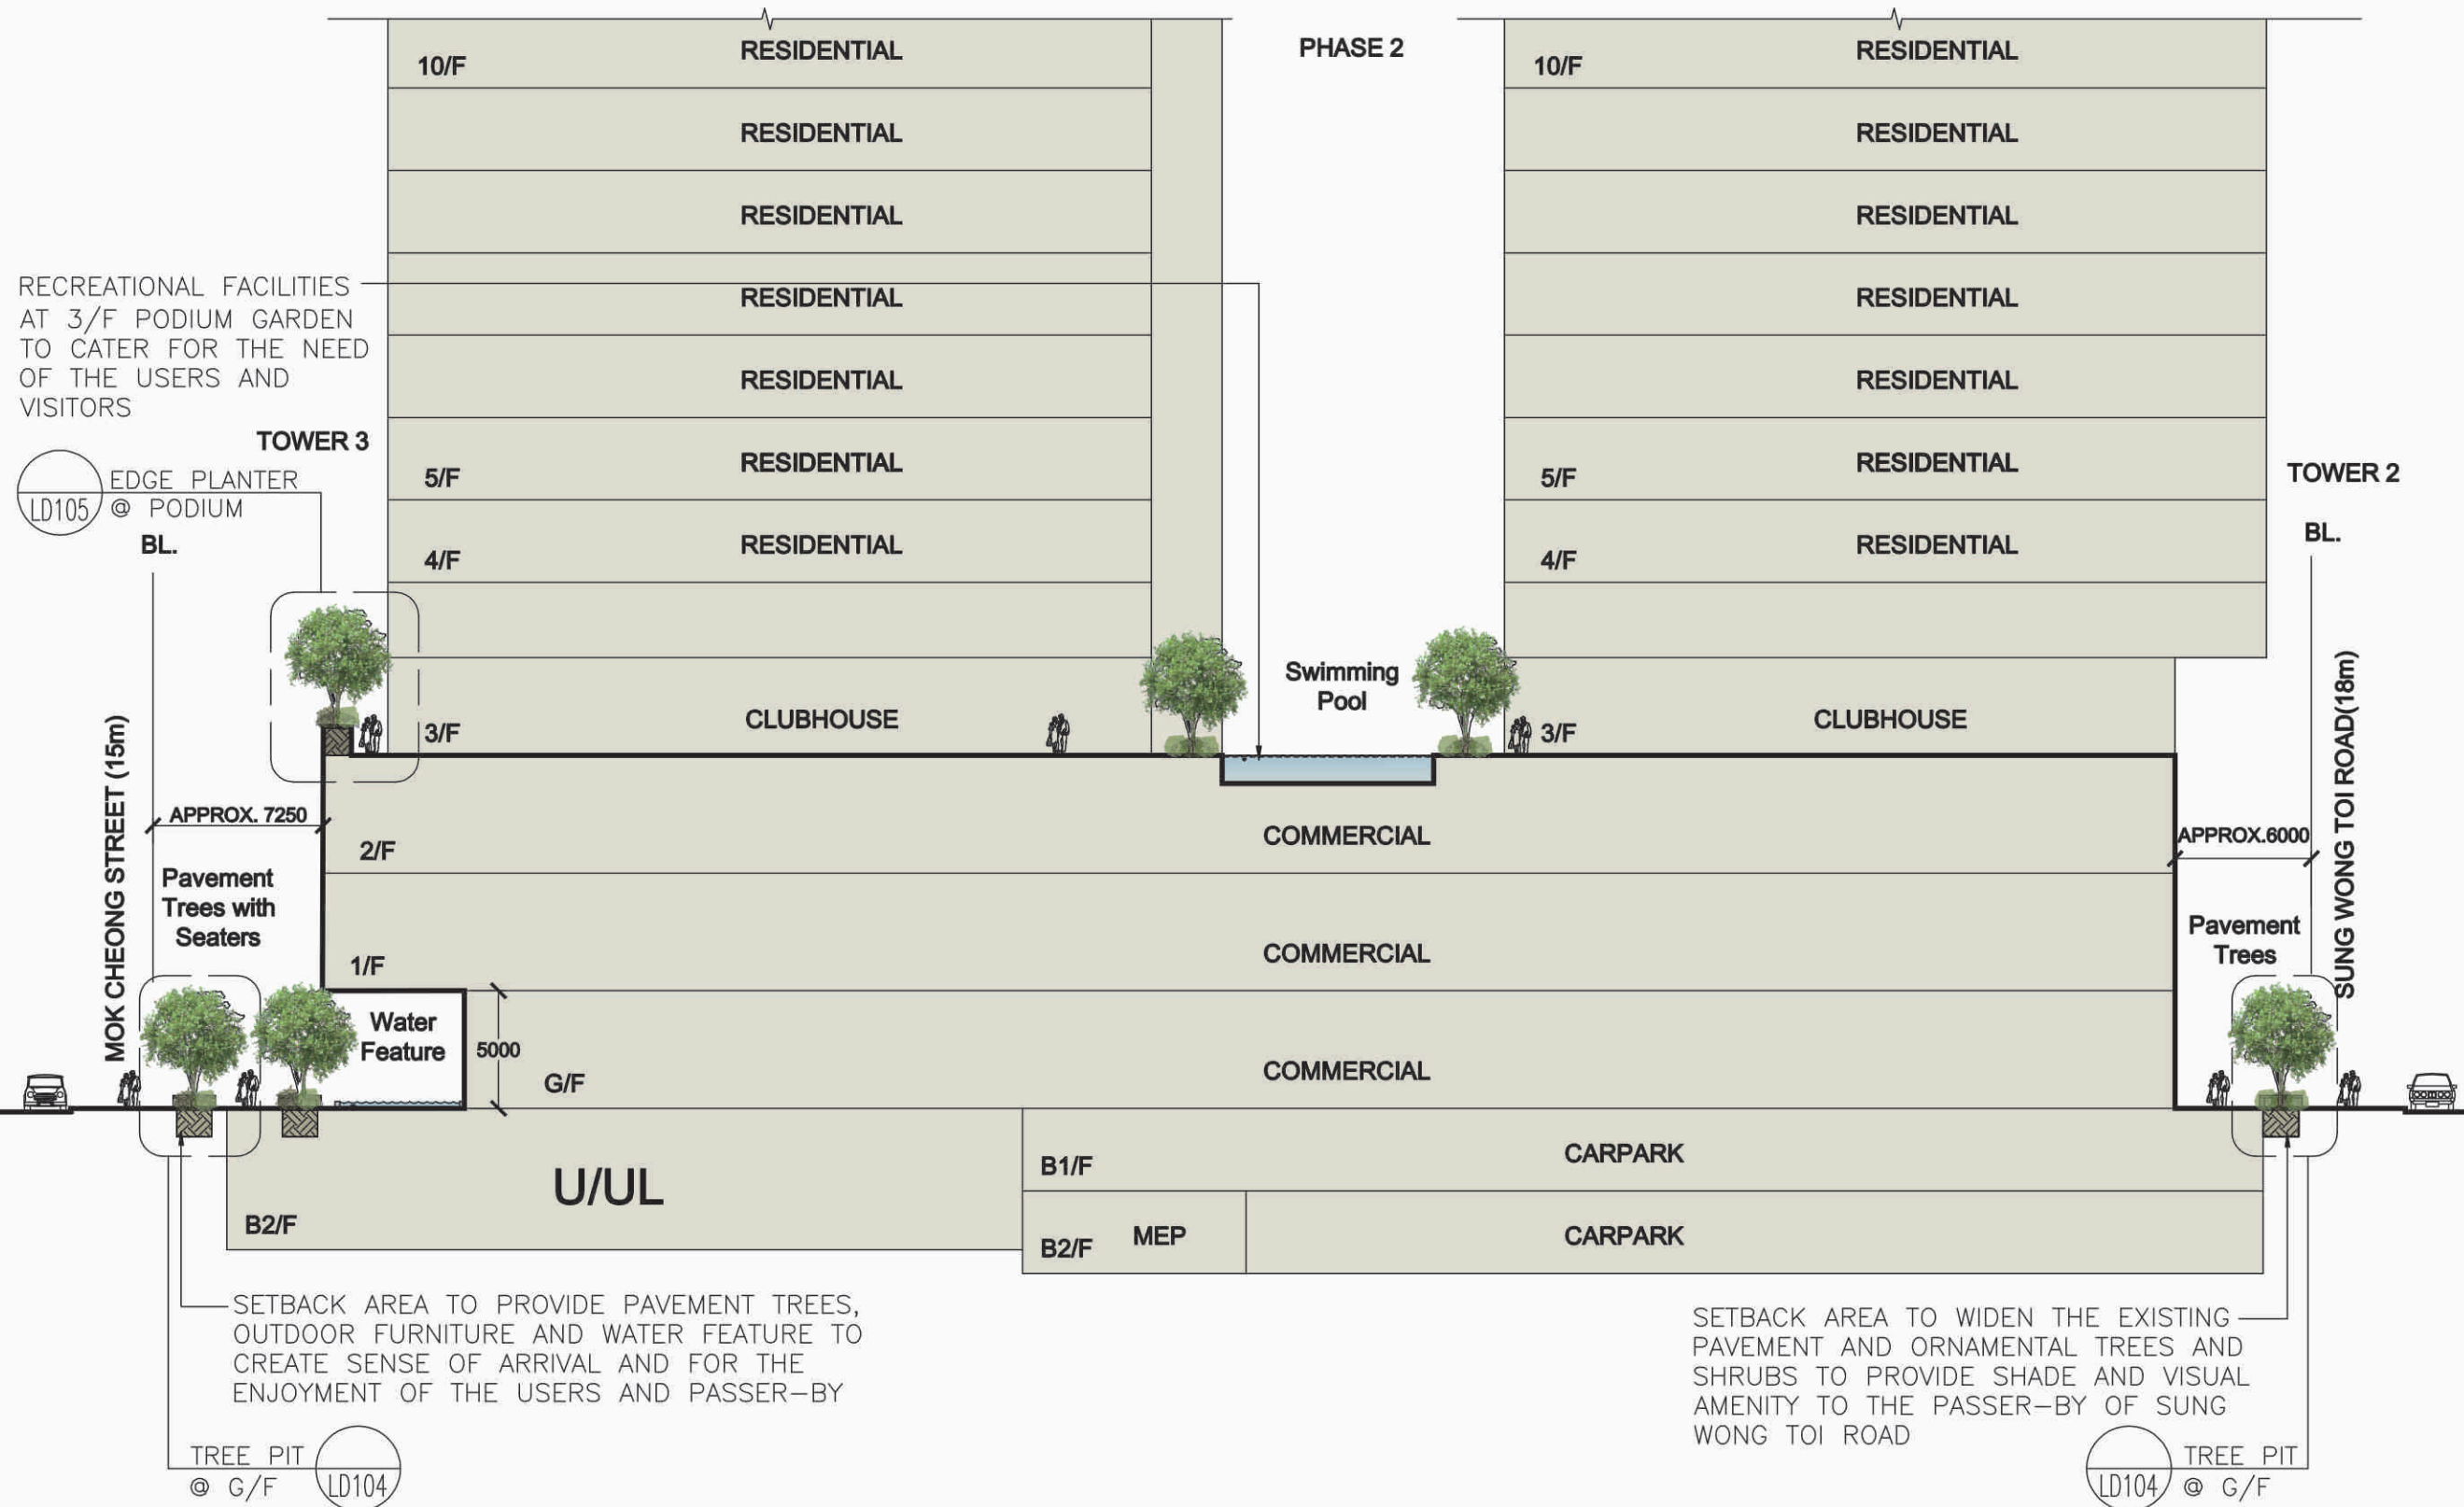 PHASE 2
RESIDENTIAL
RESIDENTIAL
10/F
10/F
RESIDENTIAL
RESIDENTIAL
RESIDENTIAL
RESIDENTIAL
RECREATIONAL FACILITIES
AT 3/F PODIUM GARDEN
TO CATER FOR THE NEED
OF THE USERS AND
VISITORS
RESIDENTIAL
RESIDENTIAL
RESIDENTIAL
RESIDENTIAL
TOWER 3
RESIDENTIAL
5/F
RESIDENTIAL
5/F
TOWER 2
EDGE PLANTER
@ PODIUM
LD105
BL.
BL.
RESIDENTIAL
4/F
RESIDENTIAL
4/F
Swimming
Pool
CLUBHOUSE
3/F
CLUBHOUSE
3/F
MOK CHEONG STREET (15m)
SUNG WONG TOI ROAD(18m)
APPROX. 7250
APPROX.6000
COMMERCIAL
2/F
Pavement
Trees with
Seaters
Pavement
Trees
COMMERCIAL
1/F
Water
Feature
5000
COMMERCIAL
G/F
CARPARK
B1/F
U/UL
B2/F
MEP
B2/F
CARPARK
SETBACK AREA TO PROVIDE PAVEMENT TREES,
OUTDOOR FURNITURE AND WATER FEATURE TO
CREATE SENSE OF ARRIVAL AND FOR THE
ENJOYMENT OF THE USERS AND PASSER-BY
SETBACK AREA TO WIDEN THE EXISTING
PAVEMENT AND ORNAMENTAL TREES AND
SHRUBS TO PROVIDE SHADE AND VISUAL
AMENITY TO THE PASSER-BY OF SUNG
WONG TOI ROAD
TREE PIT
@ G/F
LD104
TREE PIT
@ G/F
LD104